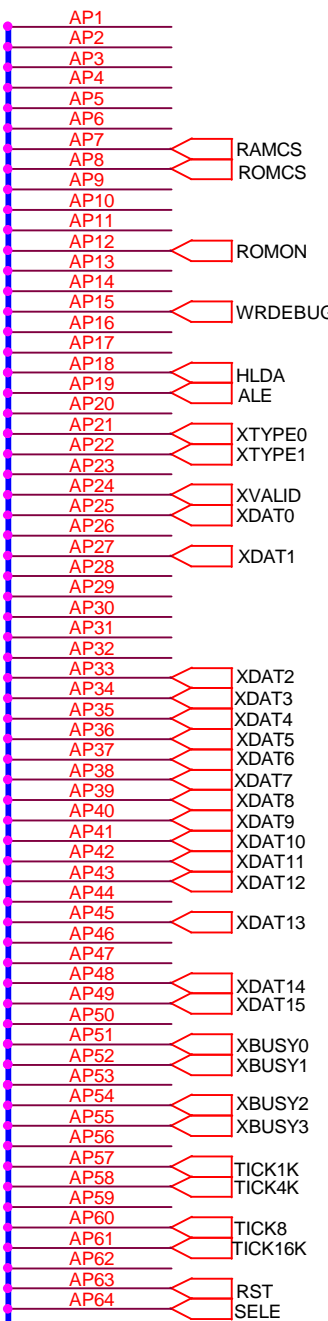 AP1
AP2
AP3
AP4
AP5
AP6
AP7 RAMCS
AP8 ROMCS
AP9
AP10
AP11
AP12 ROMON
AP13
AP14
AP15 WRDEBUG
AP16
AP17
AP18 HLDA
AP19 ALE
AP20
AP21 XTYPE0
AP22 XTYPE1
AP23
AP24 XVALID
AP25 XDAT0
AP26
AP27 XDAT1
AP28
AP29
AP30
AP31
AP32
AP33 XDAT2
AP34 XDAT3
AP35 XDAT4
AP36 XDAT5
AP37 XDAT6
AP38 XDAT7
AP39 XDAT8
AP40 XDAT9
AP41 XDAT10
AP42 XDAT11
AP43 XDAT12
AP44
AP45 XDAT13
AP46
AP47
AP48 XDAT14
AP49 XDAT15
AP50
AP51 XBUSY0
AP52 XBUSY1
AP53
AP54 XBUSY2
AP55 XBUSY3
AP56
AP57 TICK1K
AP58 TICK4K
AP59
AP60 TICK8
AP61 TICK16K
AP62
AP63 RST
AP64 SELE